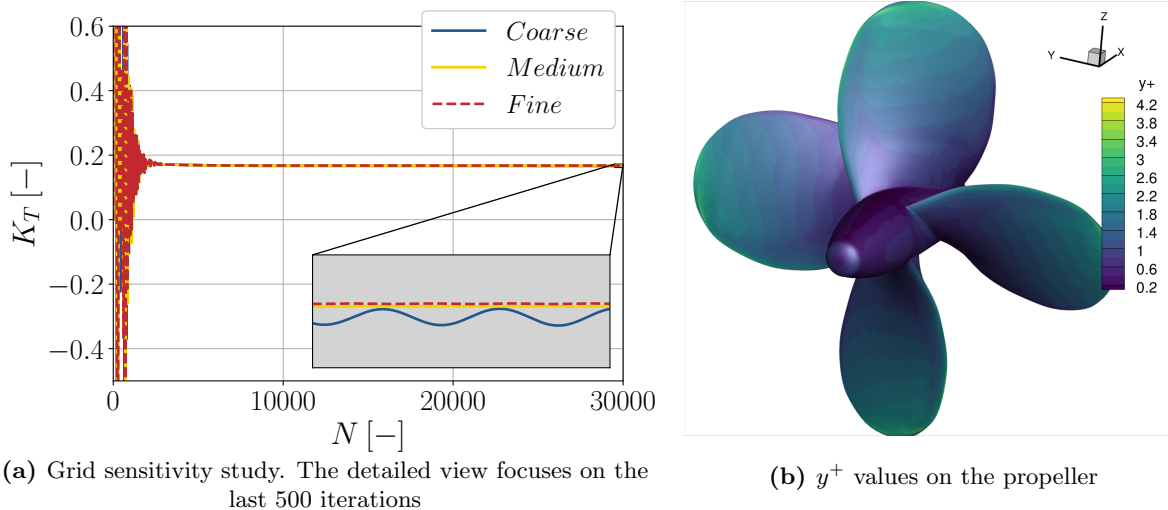 0.6
0.4
0.2
0.0
−0.2
−0.4
K_T [−]
Coarse
Medium
Fine
0
10000
20000
30000
N [−]
(a) Grid sensitivity study. The detailed view focuses on the
last 500 iterations
Z
Y
X
y+
4.2
3.8
3.4
3
2.6
2.2
1.8
1.4
1
0.6
0.2
(b) y⁺ values on the propeller